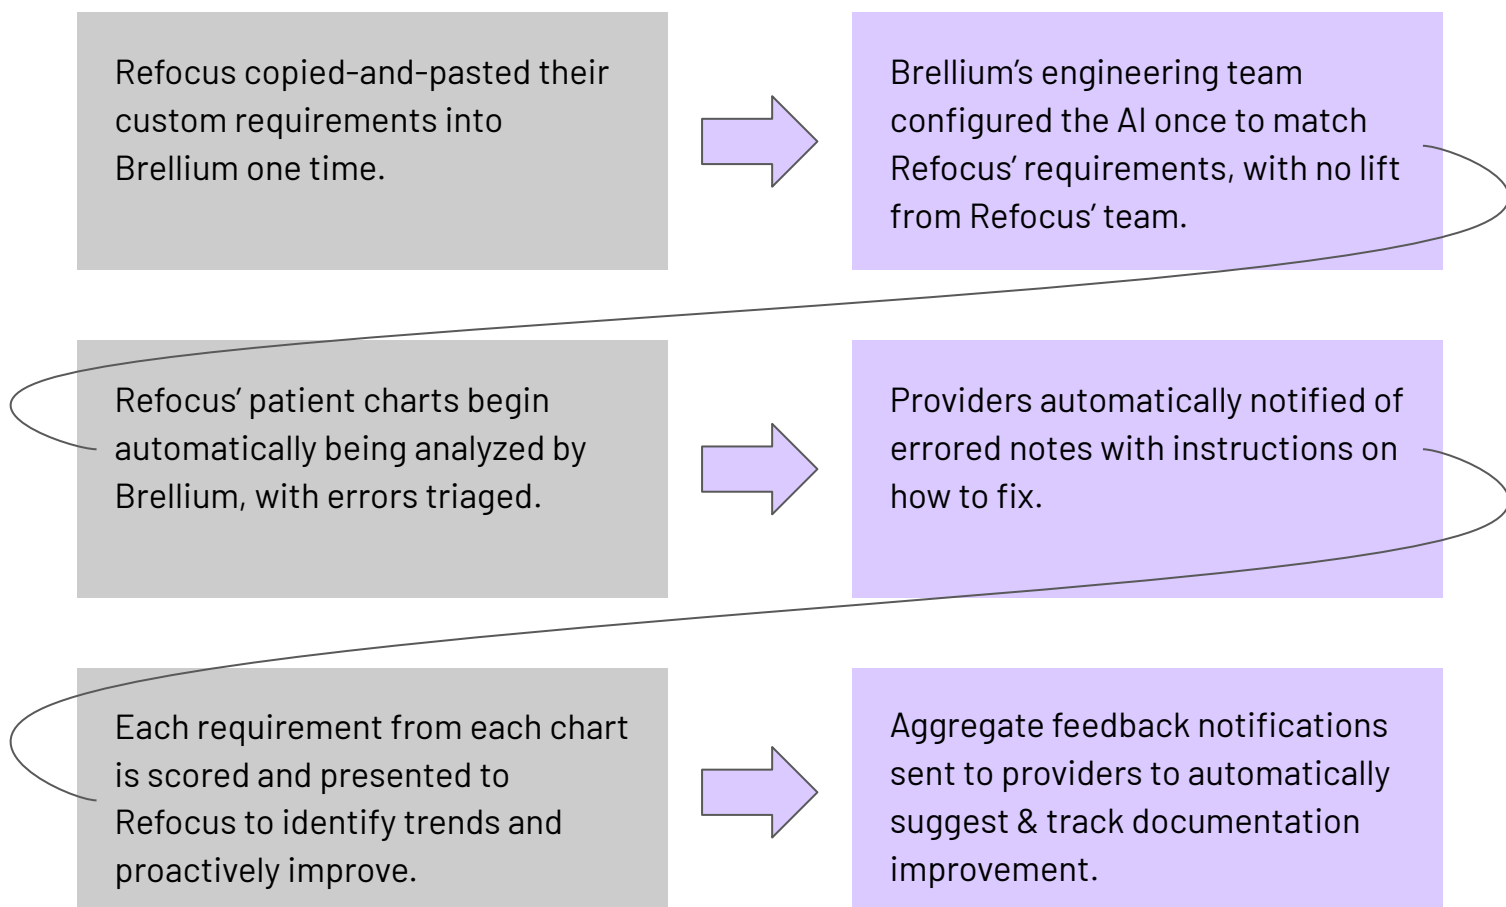 Refocus copied-and-pasted their
custom requirements into
Brellium one time.
Brellium’s engineering team
configured the AI once to match
Refocus’ requirements, with no lift
from Refocus’ team.
Refocus’ patient charts begin
automatically being analyzed by
Brellium, with errors triaged.
Providers automatically notified of
errored notes with instructions on
how to fix.
Each requirement from each chart
is scored and presented to
Refocus to identify trends and
proactively improve.
Aggregate feedback notifications
sent to providers to automatically
suggest & track documentation
improvement.